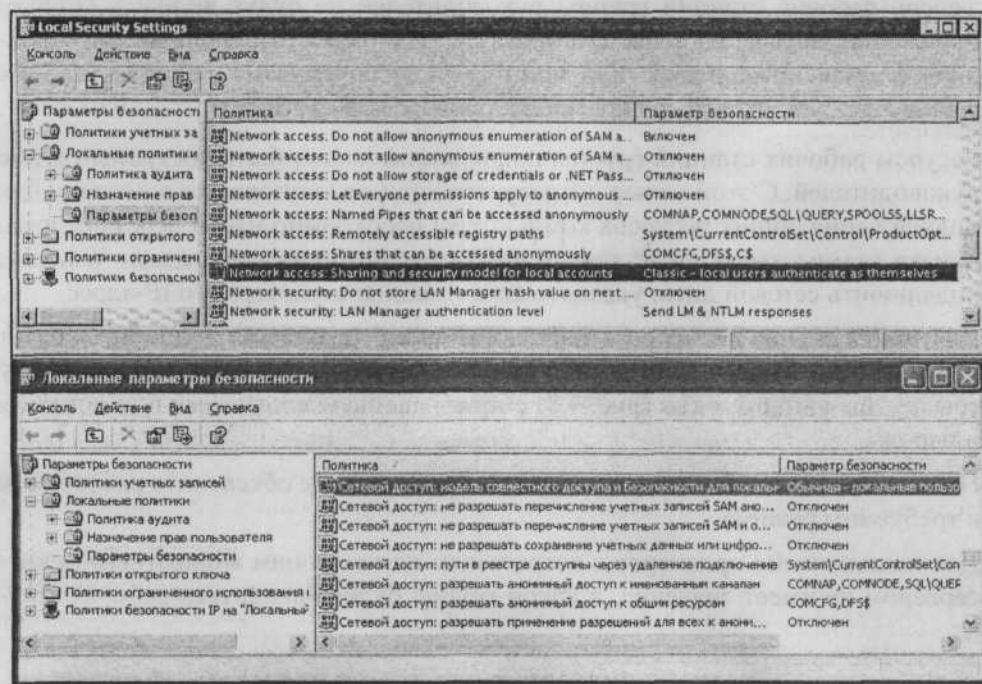 Local Security Settings
Консоль Действие Вид Справка
Параметры безопасности
Политики учетных за
Локальные политики
Политика аудита
Назначение прав
Параметры безоп
Политики открытого
Политики ограничени
Политики безопаснос
Политика Параметр безопасности
Network access: Do not allow anonymous enumeration of SAM a... Включен
Network access: Do not allow anonymous enumeration of SAM a... Отключен
Network access: Do not allow storage of credentials or .NET Pass... Отключен
Network access: Let Everyone permissions apply to anonymous ... Отключен
Network access: Named Pipes that can be accessed anonymously COMNAP,COMNODE,SQL\QUERY,SPOOLSS,LLSR...
Network access: Remotely accessible registry paths System\CurrentControlSet\Control\ProductOpt...
Network access: Shares that can be accessed anonymously COMCFG,DFS$,C$
Network access: Sharing and security model for local accounts Classic - local users authenticate as themselves
Network security: Do not store LAN Manager hash value on next... Отключен
Network security: LAN Manager authentication level Send LM & NTLM responses
Локальные параметры безопасности
Консоль Действие Вид Справка
Параметры безопасности
Политики учетных записей
Локальные политики
Политика аудита
Назначение прав пользователя
Параметры безопасности
Политики открытого ключа
Политики ограниченного использования
Политики безопасности IP на "Локальный
Политика Параметр безопасности
Сетевой доступ: модель совместного доступа и безопасности для локаль Обычная - локальные пользо
Сетевой доступ: не разрешать перечисление учетных записей SAM ано... Отключен
Сетевой доступ: не разрешать перечисление учетных записей SAM и о... Отключен
Сетевой доступ: не разрешать сохранение учетных данных или цифро... Отключен
Сетевой доступ: пути в реестре доступны через удаленное подключение System\CurrentControlSet\Con
Сетевой доступ: разрешать анонимный доступ к именованным каналам COMNAP,COMNODE,SQL\QUER
Сетевой доступ: разрешать анонимный доступ к общим ресурсам COMCFG,DFS$
Сетевой доступ: разрешать применение разрешений для всех к анони... Отключен